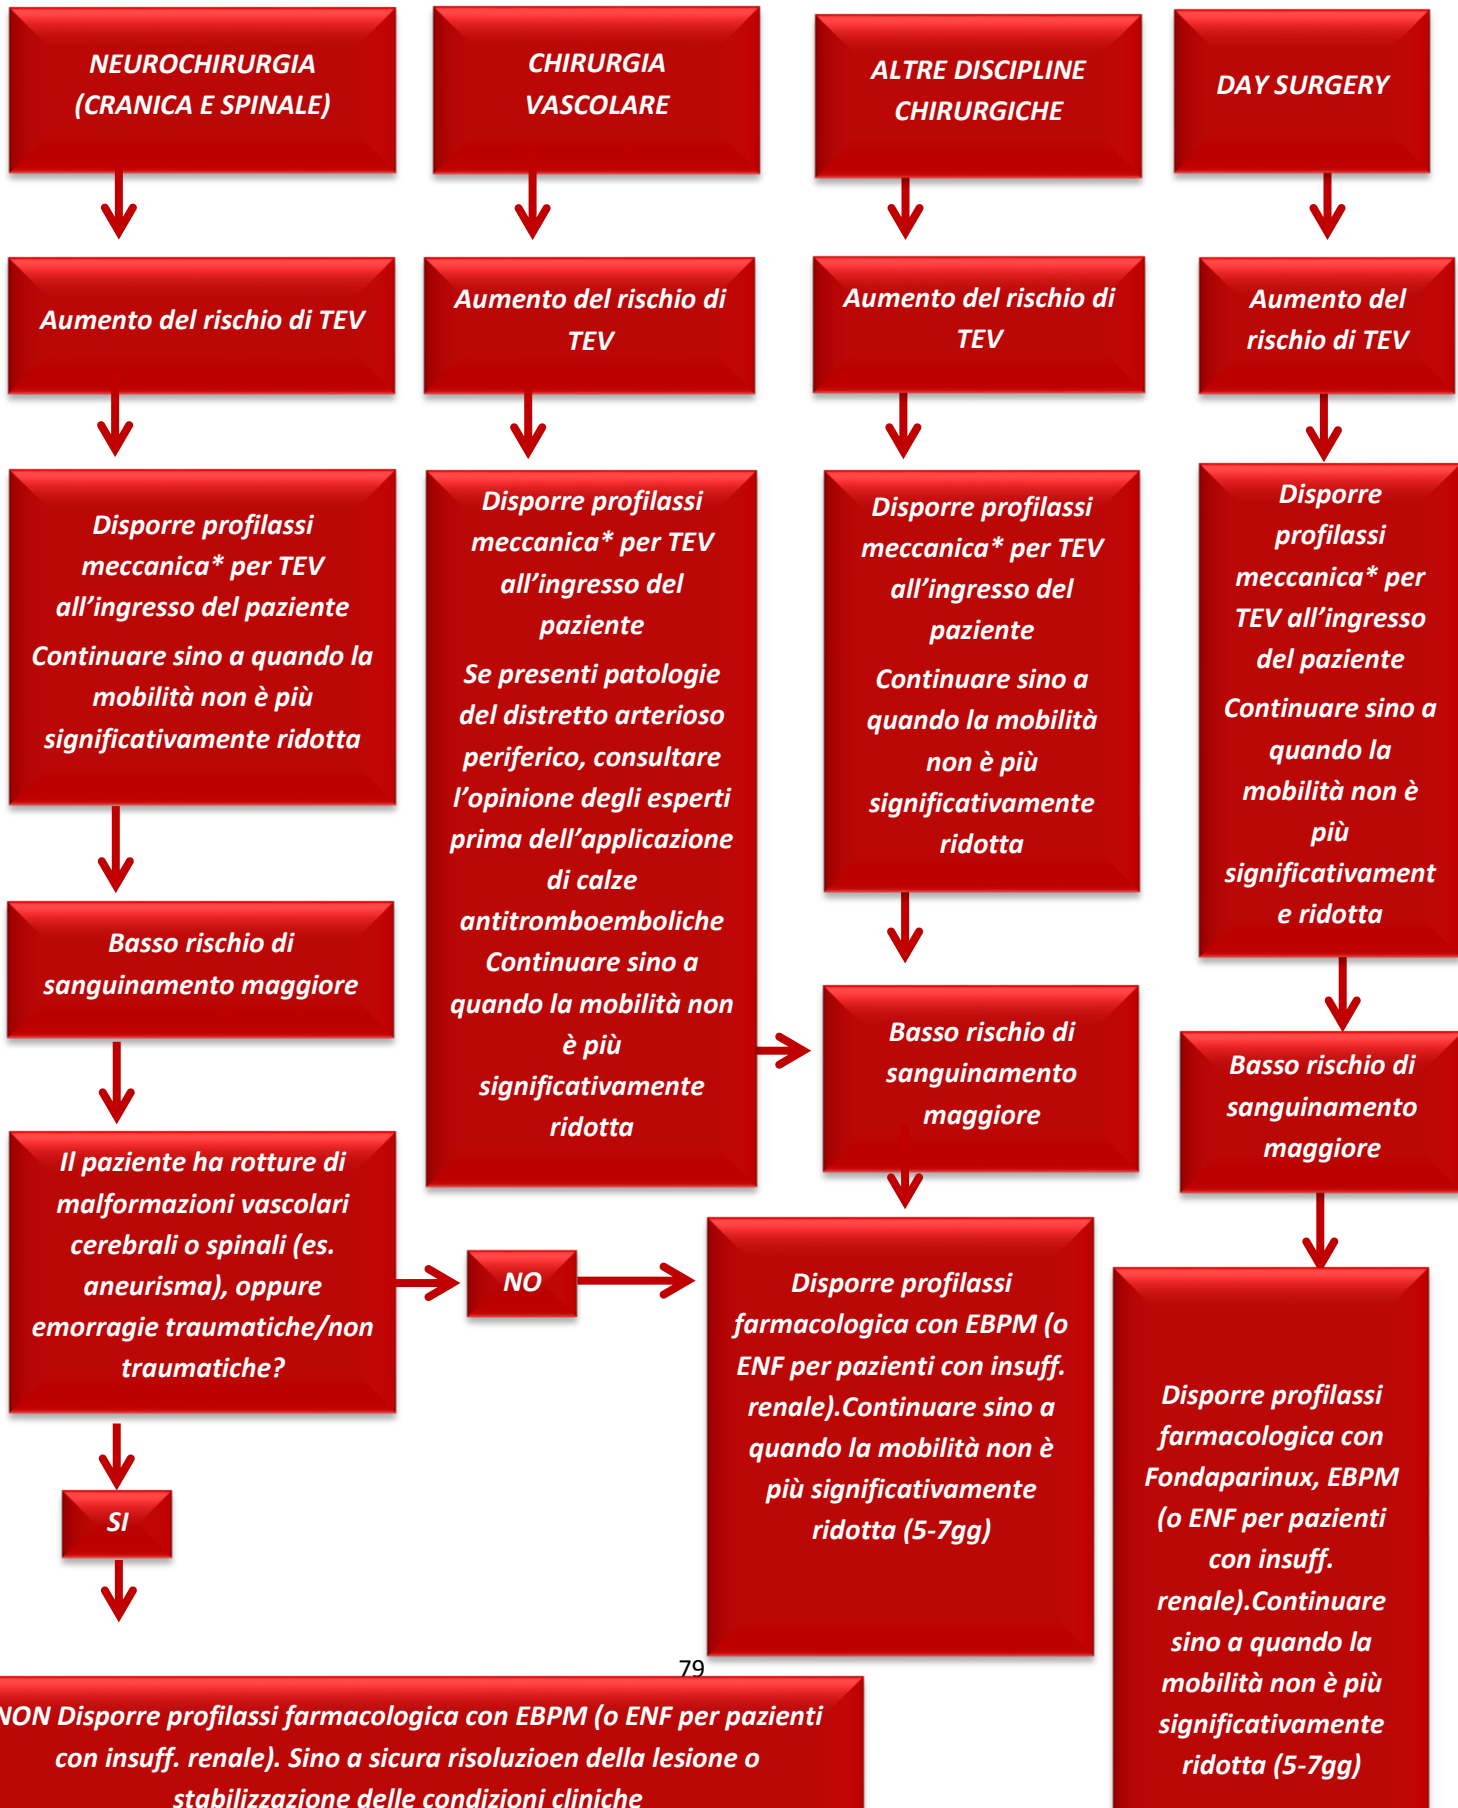 NEUROCHIRURGIA
(CRANICA E SPINALE)
Aumento del rischio di TEV
Disporre profilassi
meccanica* per TEV
all’ingresso del paziente
Continuare sino a quando la
mobilità non è più
significativamente ridotta
Basso rischio di
sanguinamento maggiore
Il paziente ha rotture di
malformazioni vascolari
cerebrali o spinali (es.
aneurisma), oppure
emorragie traumatiche/non
traumatiche?
SI
NO
CHIRURGIA
VASCOLARE
Aumento del rischio di
TEV
Disporre profilassi
meccanica* per TEV
all’ingresso del
paziente
Se presenti patologie
del distretto arterioso
periferico, consultare
l’opinione degli esperti
prima dell’applicazione
di calze
antitromboemboliche
Continuare sino a
quando la mobilità non
è più
significativamente
ridotta
ALTRE DISCIPLINE
CHIRURGICHE
Aumento del rischio di
TEV
Disporre profilassi
meccanica* per TEV
all’ingresso del
paziente
Continuare sino a
quando la mobilità
non è più
significativamente
ridotta
Basso rischio di
sanguinamento
maggiore
Disporre profilassi
farmacologica con EBPM (o
ENF per pazienti con insuff.
renale).Continuare sino a
quando la mobilità non è
più significativamente
ridotta (5-7gg)
DAY SURGERY
Aumento del
rischio di TEV
Disporre
profilassi
meccanica* per
TEV all’ingresso
del paziente
Continuare sino a
quando la
mobilità non è
più
significativament
e ridotta
Basso rischio di
sanguinamento
maggiore
Disporre profilassi
farmacologica con
Fondaparinux, EBPM
(o ENF per pazienti
con insuff.
renale).Continuare
sino a quando la
mobilità non è più
significativamente
ridotta (5-7gg)
79
NON Disporre profilassi farmacologica con EBPM (o ENF per pazienti
con insuff. renale). Sino a sicura risoluzioen della lesione o
stabilizzazione delle condizioni cliniche